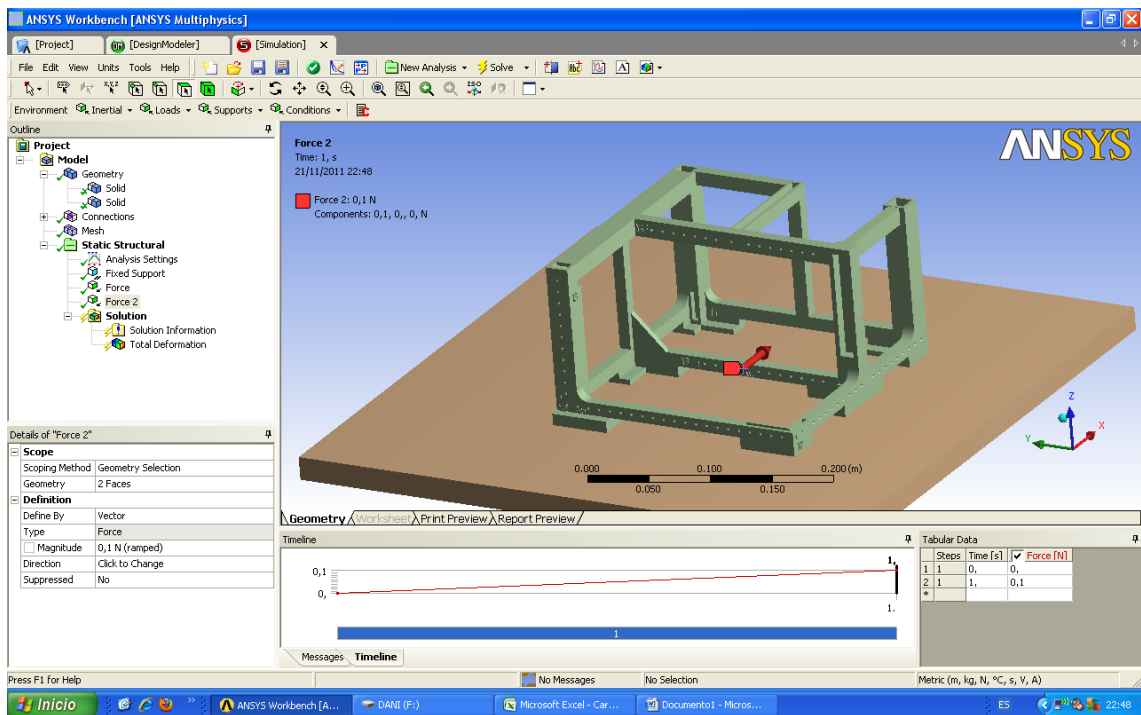 ANSYS Workbench [ANSYS Multiphysics]
[Project] [DesignModeler] [Simulation]
File Edit View Units Tools Help New Analysis Solve
Environment Inertial Loads Supports Conditions
Outline
Project
Model
Geometry
Solid
Solid
Connections
Mesh
Static Structural
Analysis Settings
Fixed Support
Force
Force 2
Solution
Solution Information
Total Deformation
Force 2
Time: 1, s
21/11/2011 22:48
Force 2: 0,1 N
Components: 0,1, 0,, 0, N
ANSYS
Z
X
Y
0.000 0.100 0.200 (m)
0.050 0.150
Details of "Force 2"
Scope
Scoping Method Geometry Selection
Geometry 2 Faces
Definition
Define By Vector
Type Force
Magnitude 0,1 N (ramped)
Direction Click to Change
Suppressed No
Geometry Worksheet Print Preview Report Preview
Timeline
1,
0,1
0,
1.
1
Messages Timeline
Tabular Data
Steps Time [s] Force [N]
1 1 0, 0,
2 1 1, 0,1
*
Press F1 for Help No Messages No Selection Metric (m, kg, N, °C, s, V, A)
Inicio ANSYS Workbench [A... DANI (F:) Microsoft Excel - Car... Documento1 - Micros... ES 22:48